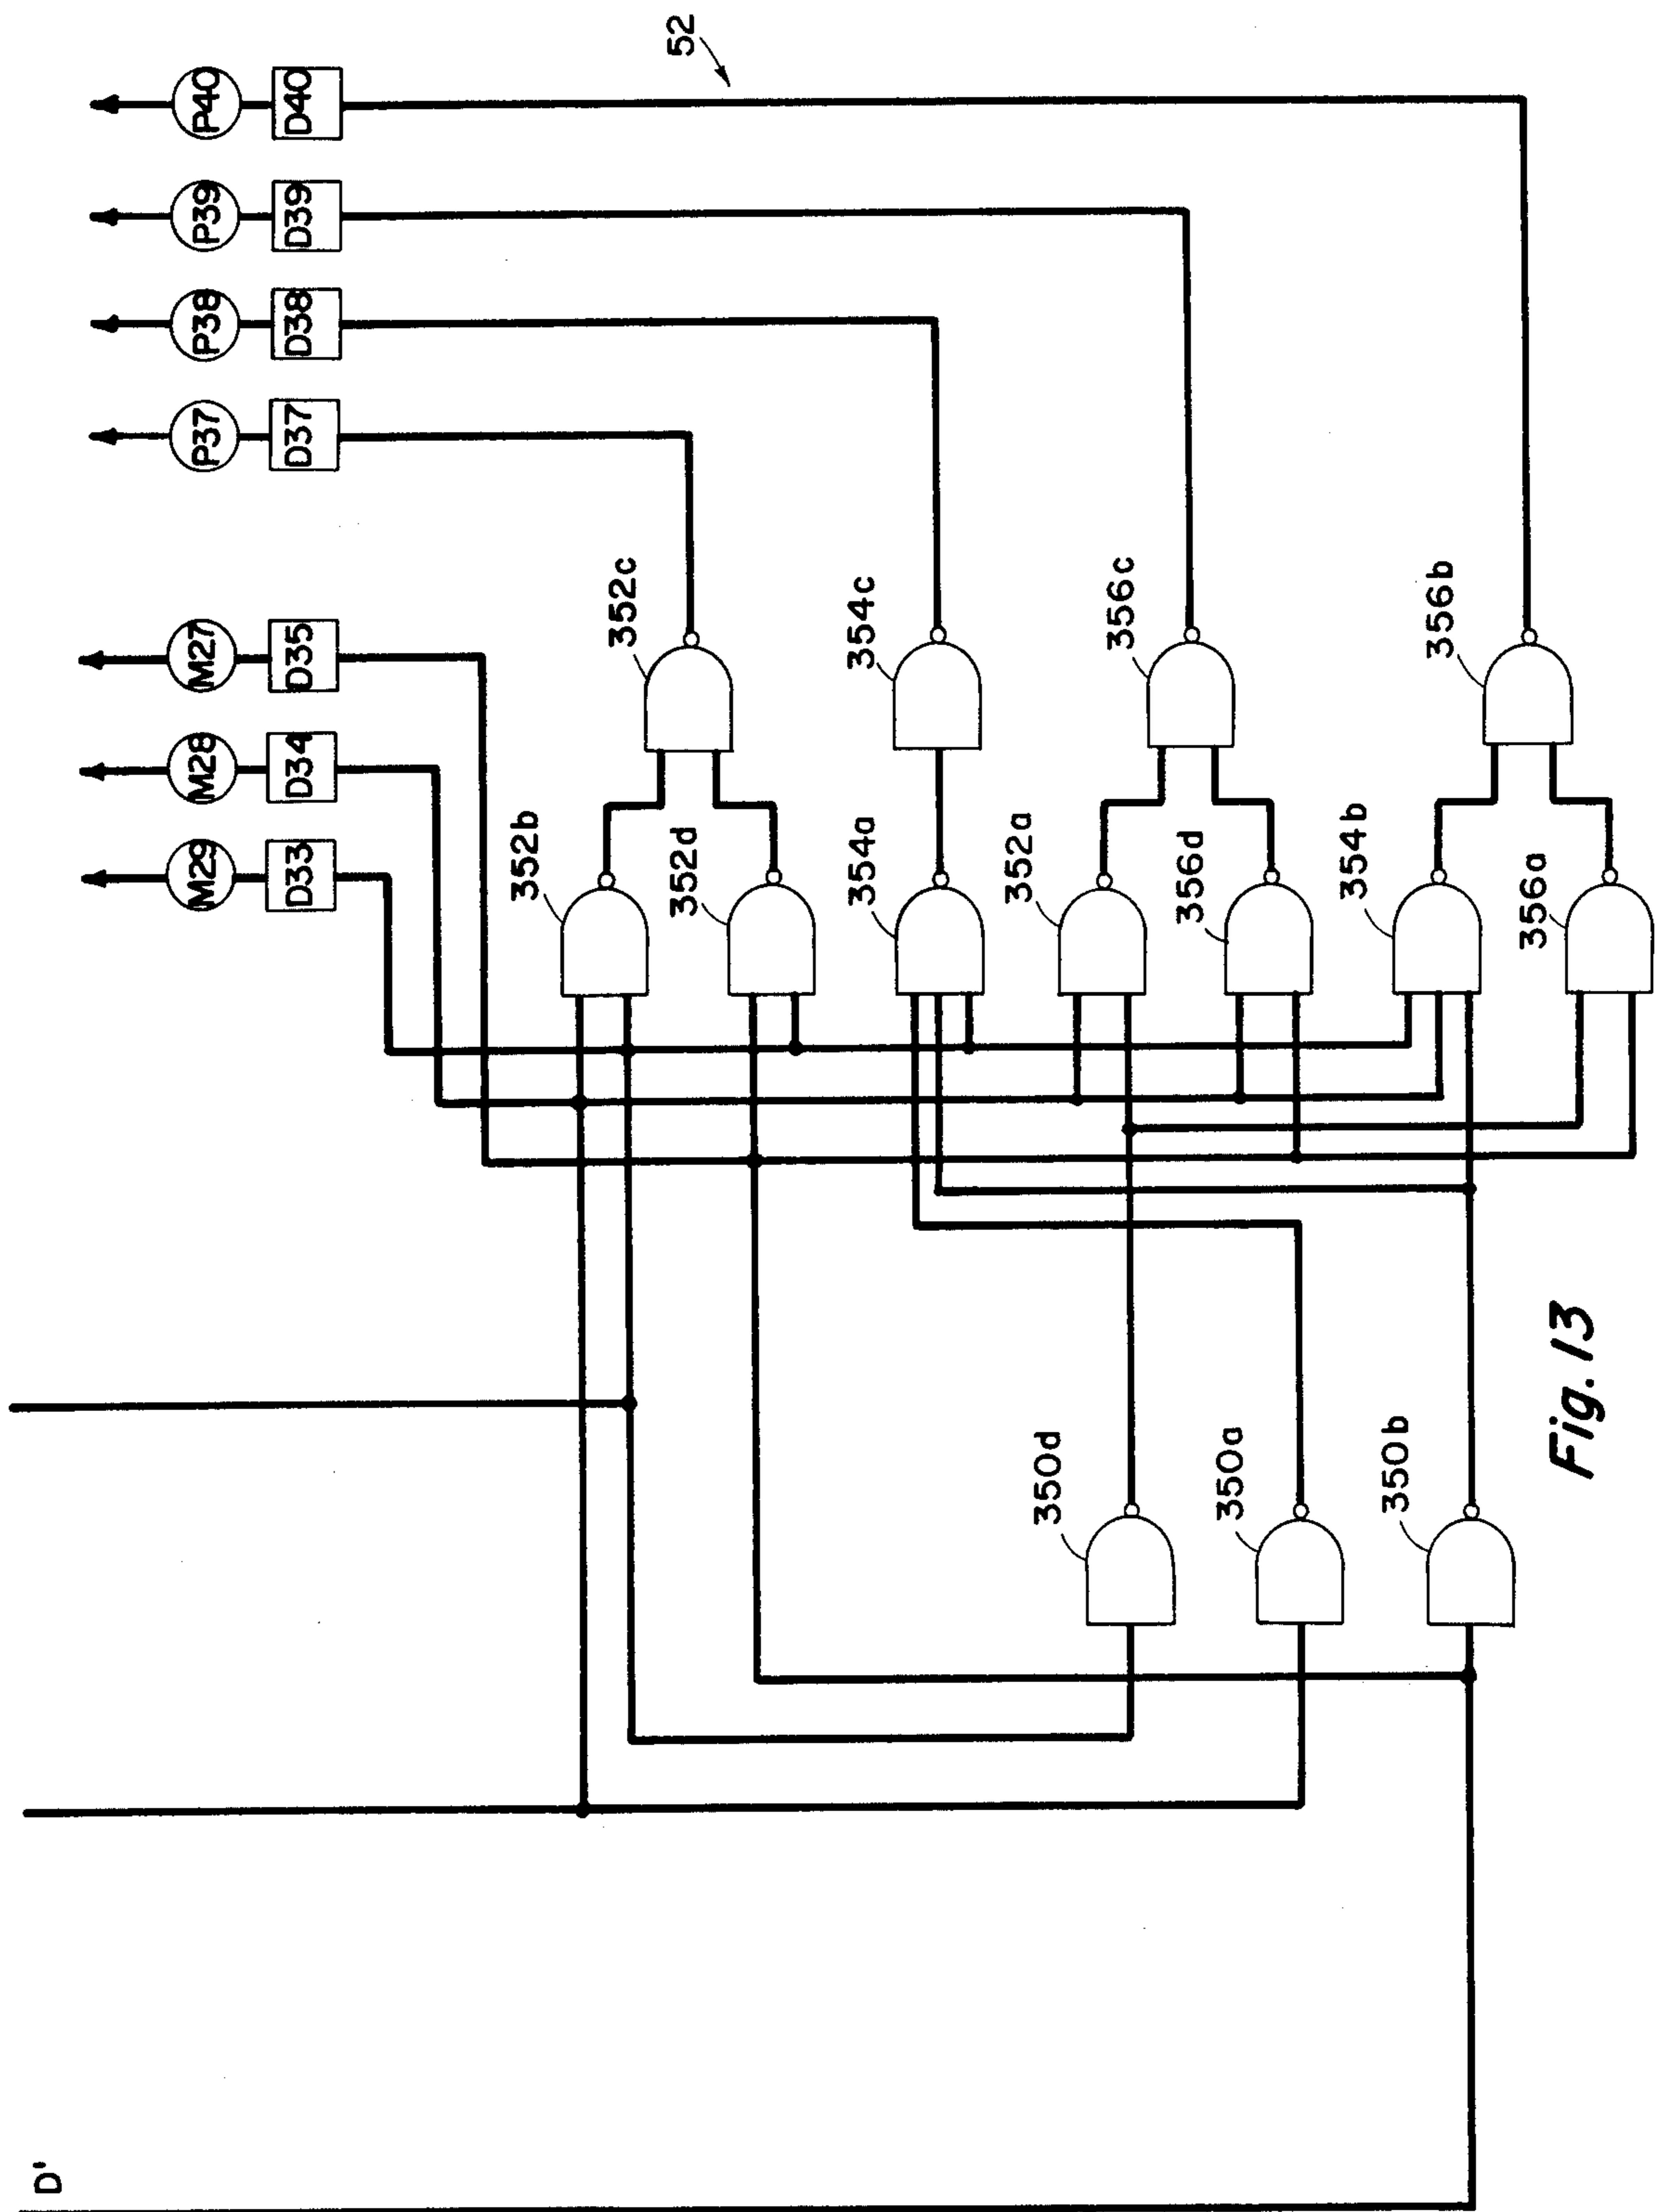 52
P40
D40
P39
D39
P38
D38
P37
D37
M27
D35
M28
D34
M29
D33
352c
354c
356c
356b
352b
352d
354a
352a
356d
354b
356a
350d
350a
350b
Fig. 13
D'